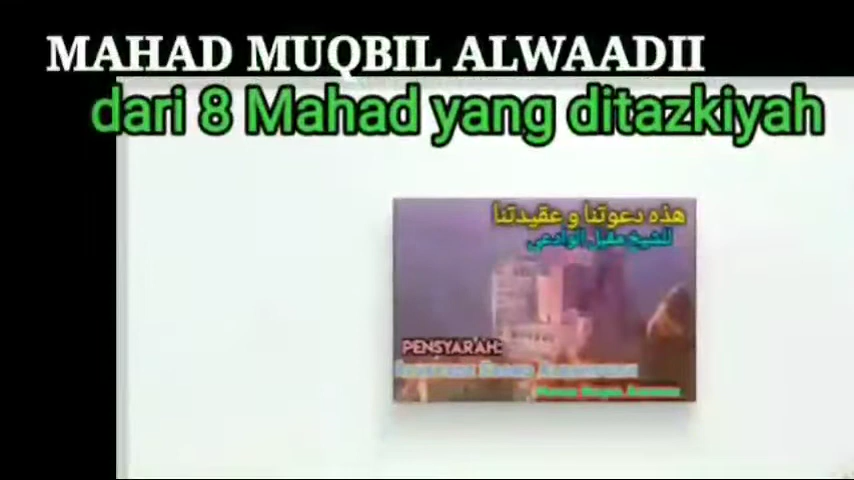 MAHAD MUQBIL ALWAADII
dari 8 Mahad yang ditazkiyah
هذه دعوتنا و عقيدتنا
للشيخ مقبل الوادعي
PENSYARAH: